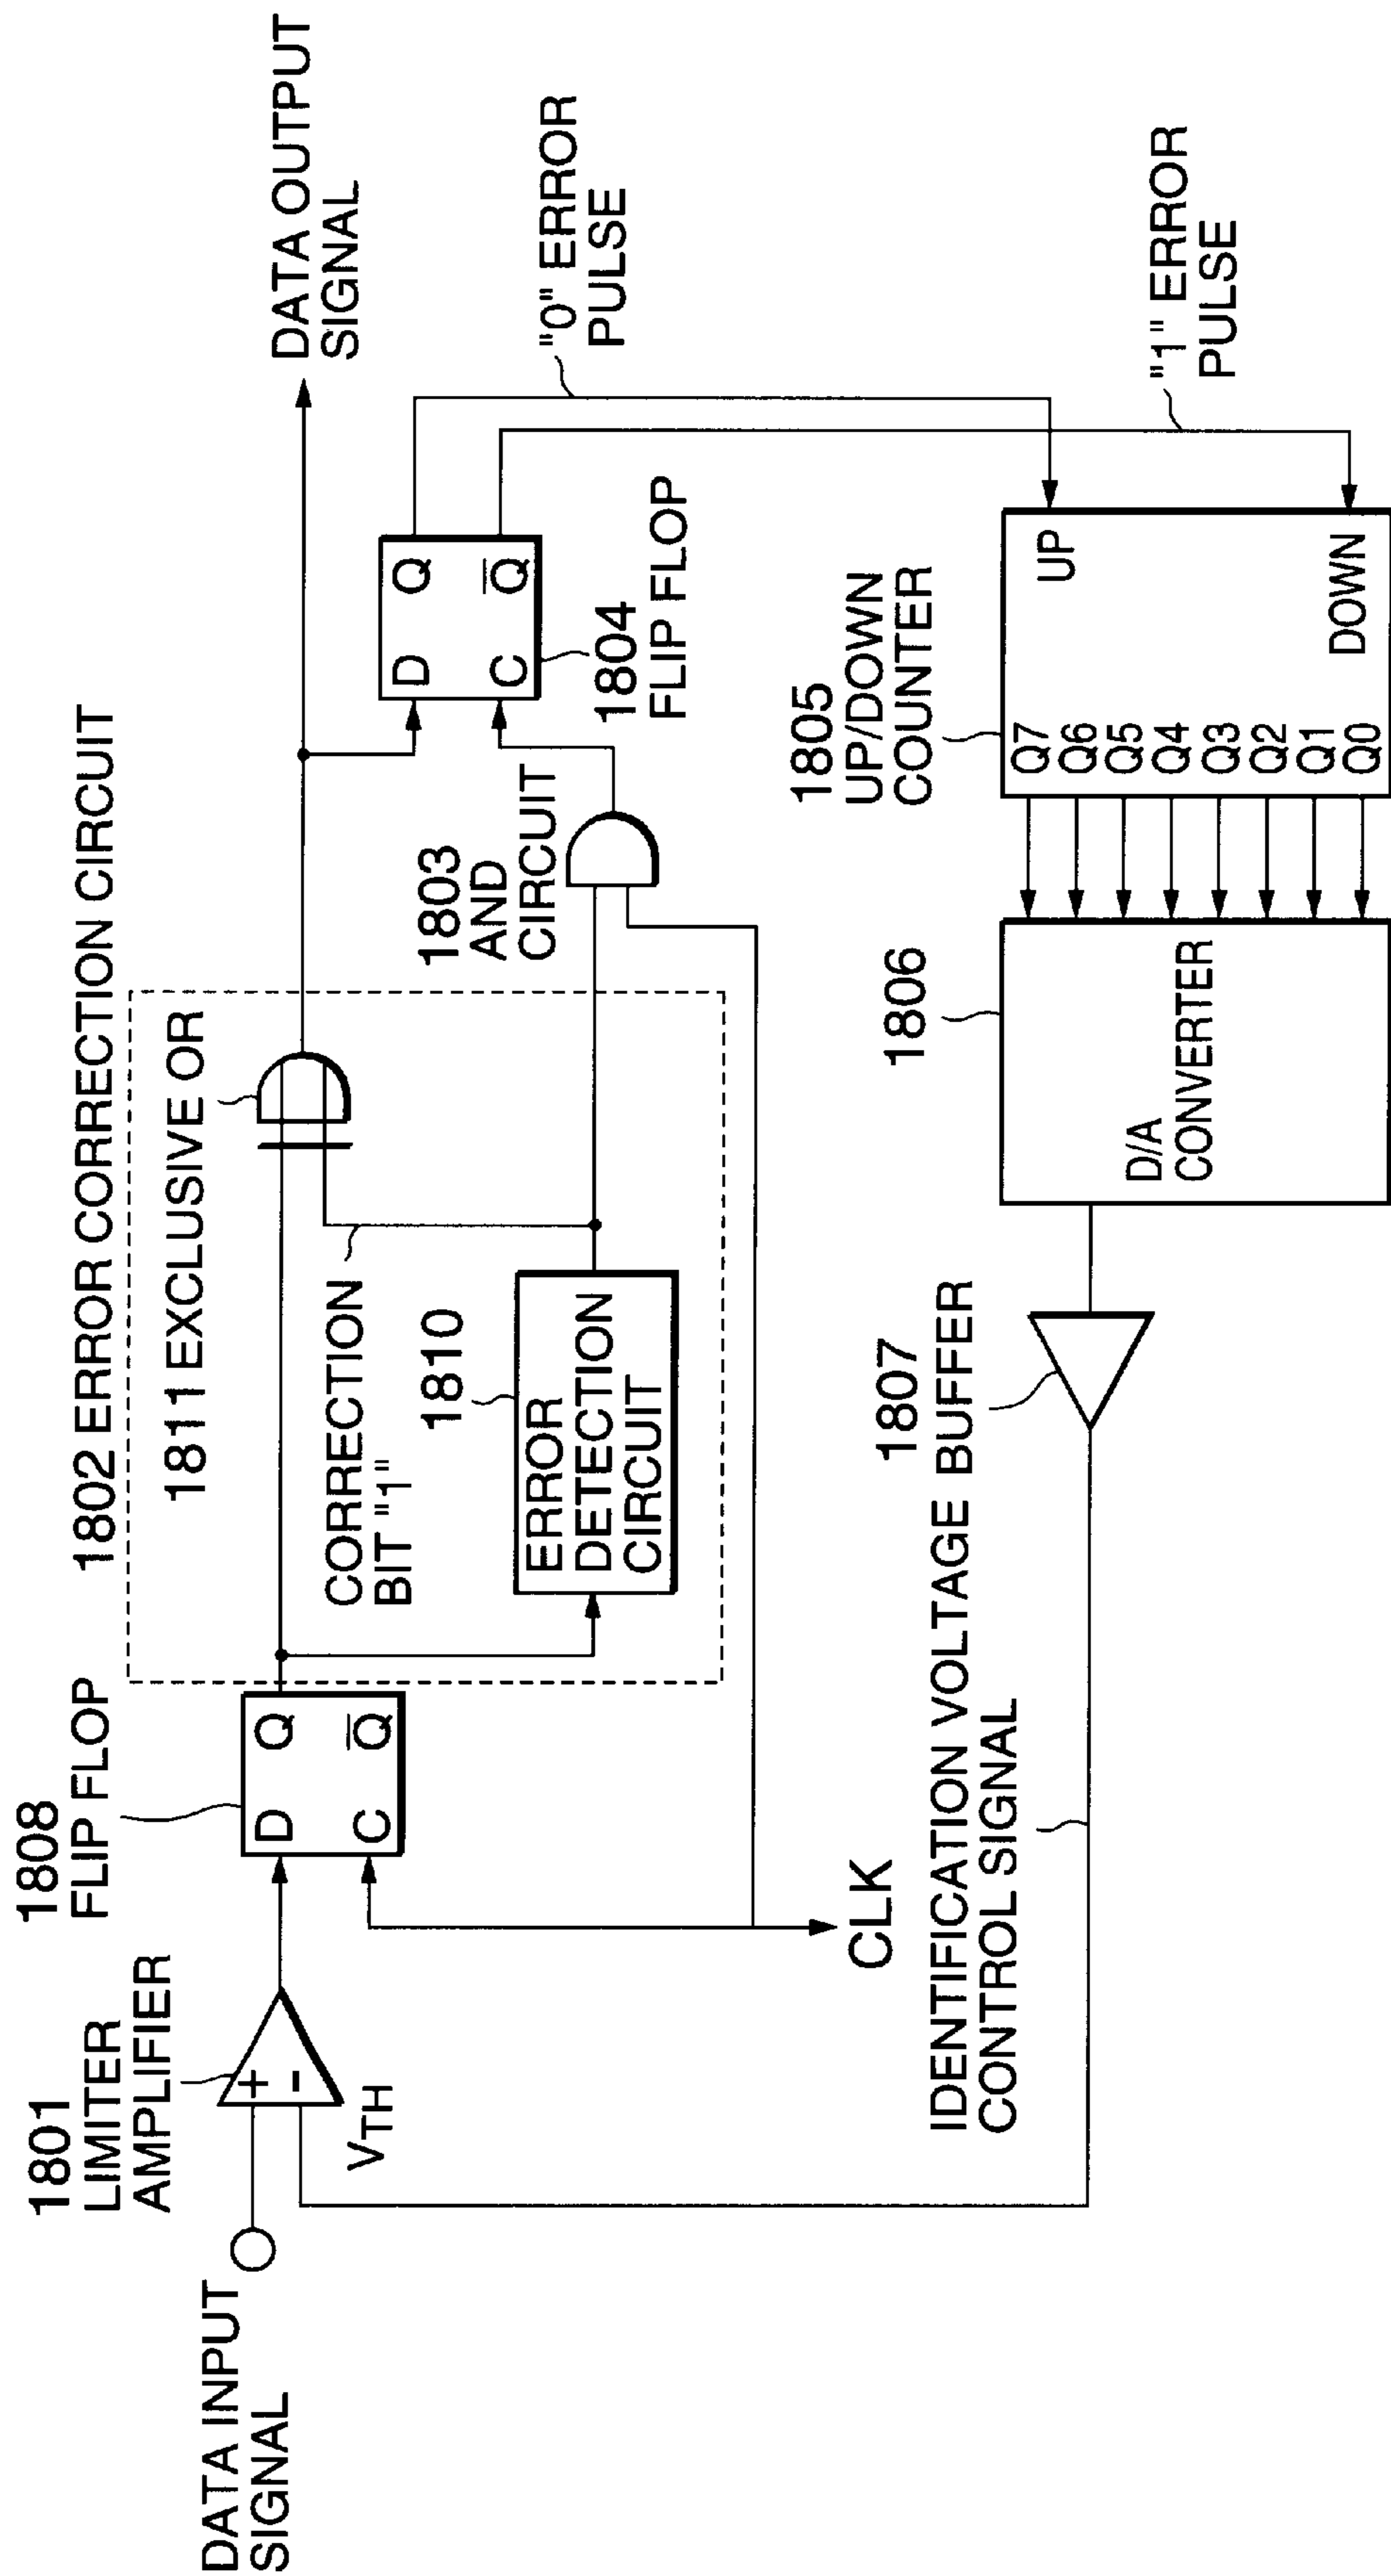 DATA INPUT
SIGNAL
1801
LIMITER
AMPLIFIER
+
-
VTH
1808
FLIP FLOP
D
Q
C
Q
CLK
1802 ERROR CORRECTION CIRCUIT
1811 EXCLUSIVE OR
CORRECTION
BIT "1"
1810
ERROR
DETECTION
CIRCUIT
1803
AND
CIRCUIT
D
Q
C
Q
1804
FLIP FLOP
DATA OUTPUT
SIGNAL
"0" ERROR
PULSE
"1" ERROR
PULSE
1805
UP/DOWN
COUNTER
UP
DOWN
Q7
Q6
Q5
Q4
Q3
Q2
Q1
Q0
1806
D/A
CONVERTER
1807
BUFFER
IDENTIFICATION VOLTAGE
CONTROL SIGNAL